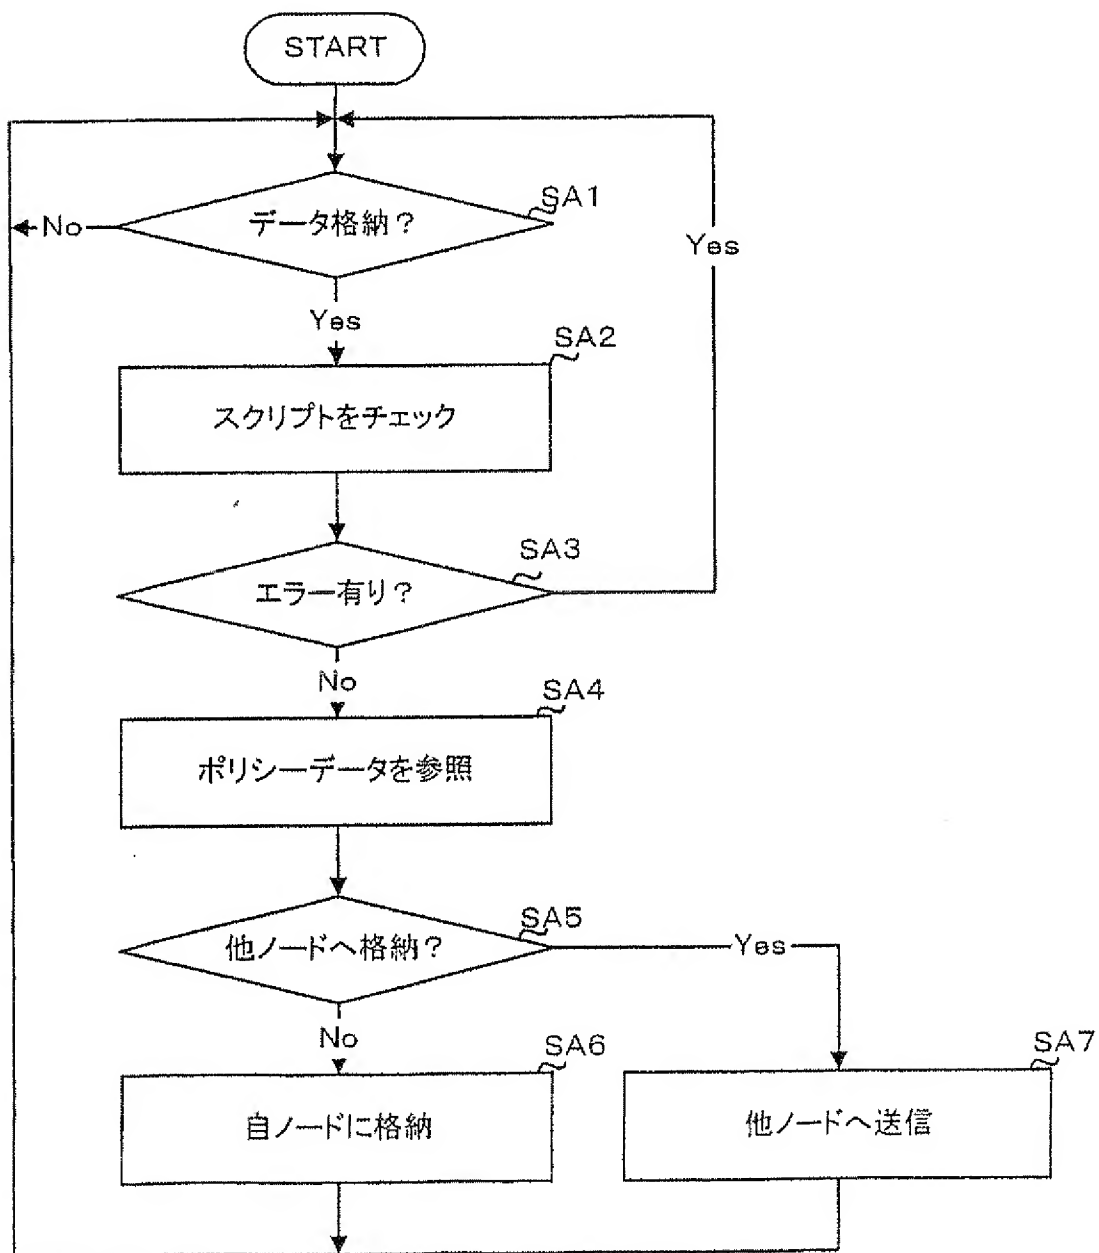 START
データ格納?
SA1
No
Yes
Yes
SA2
スクリプトをチェック
SA3
エラー有り?
No
SA4
ポリシーデータを参照
SA5
他ノードへ格納?
Yes
No
SA6
自ノードに格納
SA7
他ノードへ送信